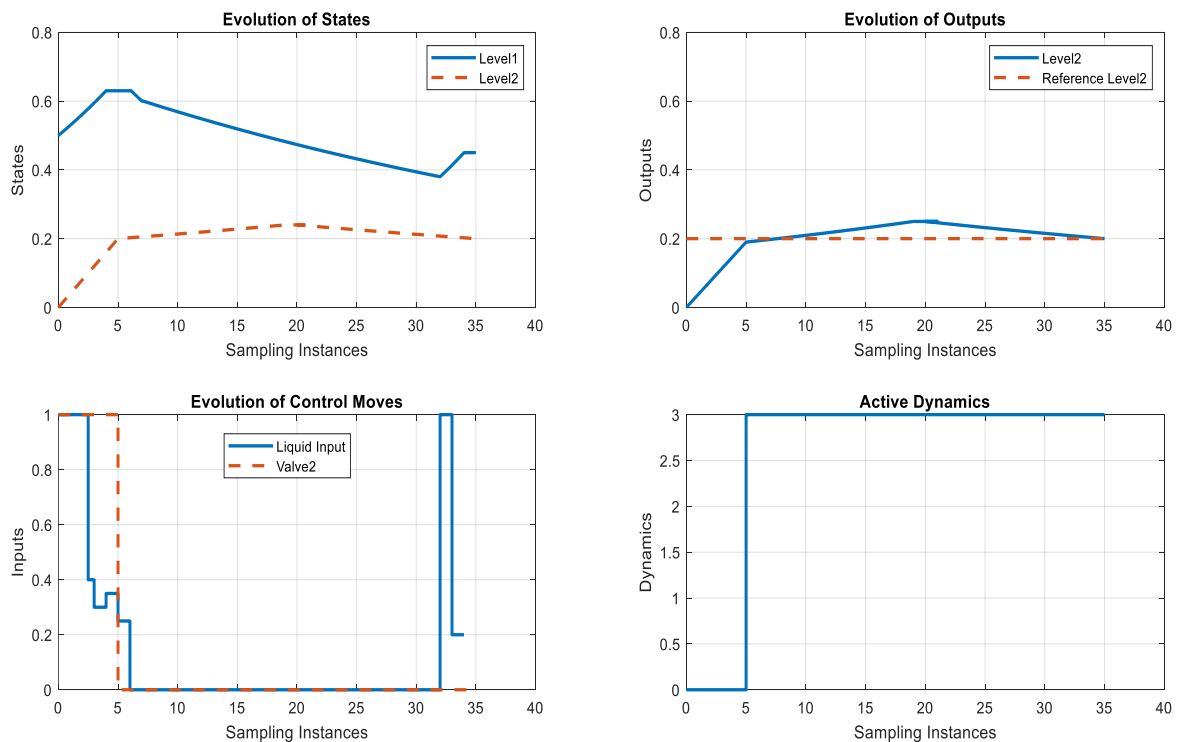 Evolution of States
0.8
0.6
0.4
0.2
0
States
Level1
Level2
0 5 10 15 20 25 30 35 40
Sampling Instances
Evolution of Outputs
0.8
0.6
0.4
0.2
0
Outputs
Level2
Reference Level2
0 5 10 15 20 25 30 35 40
Sampling Instances
Evolution of Control Moves
1
0.8
0.6
0.4
0.2
0
Inputs
Liquid Input
Valve2
0 5 10 15 20 25 30 35 40
Sampling Instances
Active Dynamics
3
2.5
2
1.5
1
0.5
0
Dynamics
0 5 10 15 20 25 30 35 40
Sampling Instances